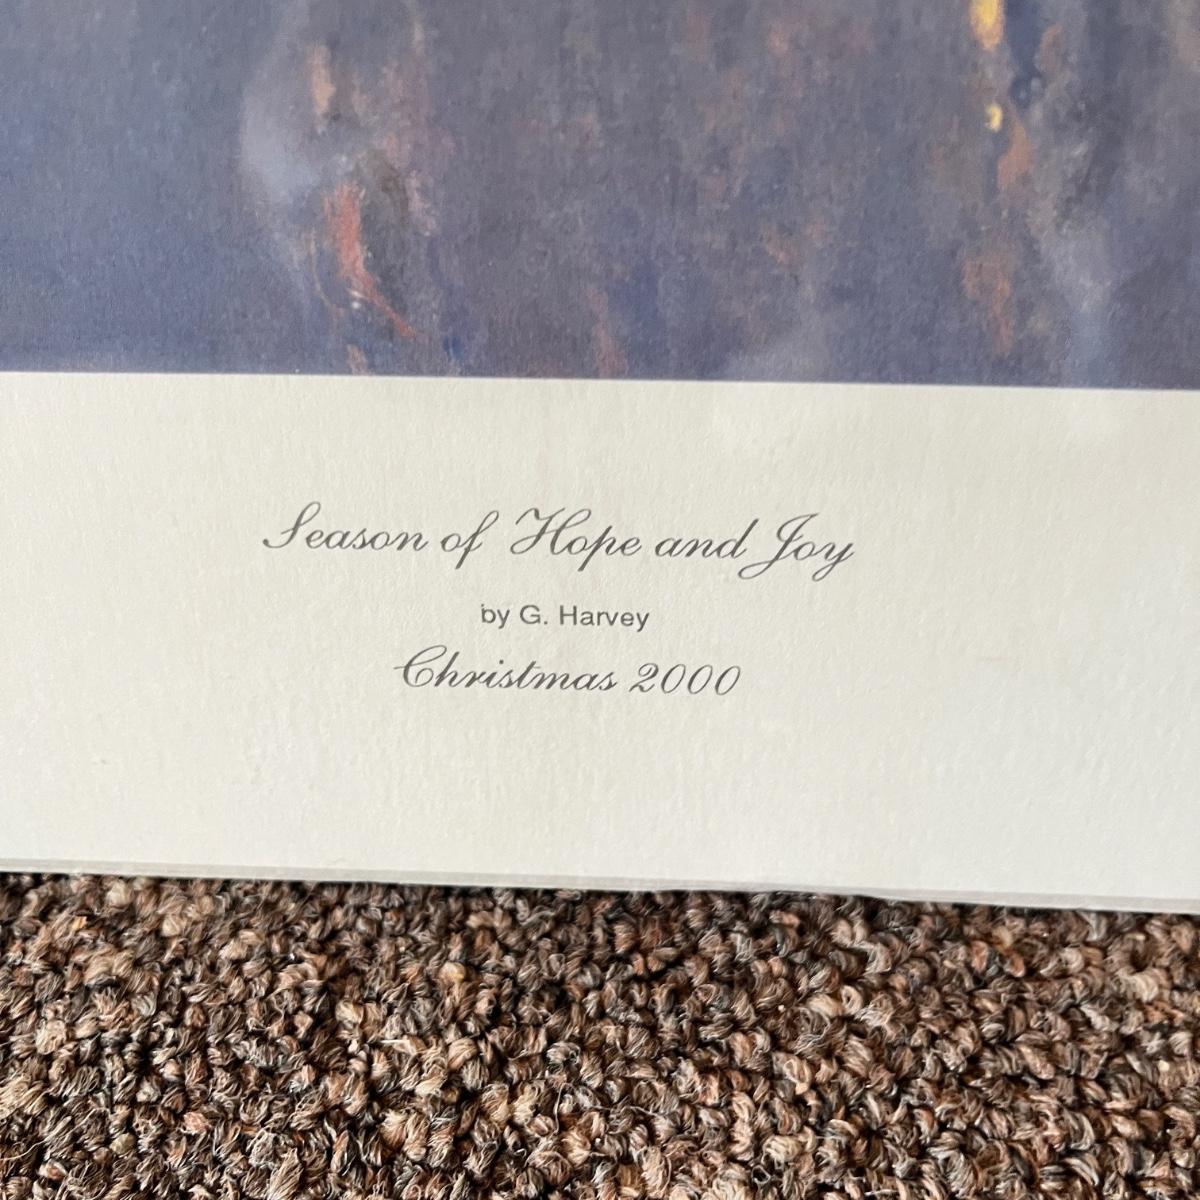 Season of Hope and Joy
by G. Harvey
Christmas 2000